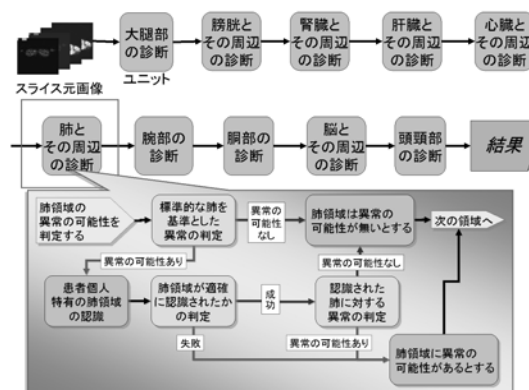 大腿部
の診断
膀胱と
その周辺
の診断
腎臓と
その周辺
の診断
肝臓と
その周辺
の診断
心臓と
その周辺
の診断
ユニット
スライス元画像
肺と
その周辺
の診断
腕部の
診断
胴部の
診断
脳と
その周辺
の診断
頭頸部
の診断
結果
肺領域の
異常の可能性を
判定する
標準的な肺を
基準とした
異常の判定
異常の
可能性
なし
肺領域は異常の
可能性が無いとする
次の領域へ
異常の可能性あり
異常の可能性なし
患者個人
特有の肺領域
の認識
肺領域が適確
に認識されたか
の判定
成功
認識された
肺に対する
異常の判定
失敗
異常の可能性あり
肺領域に異常の
可能性があるとする